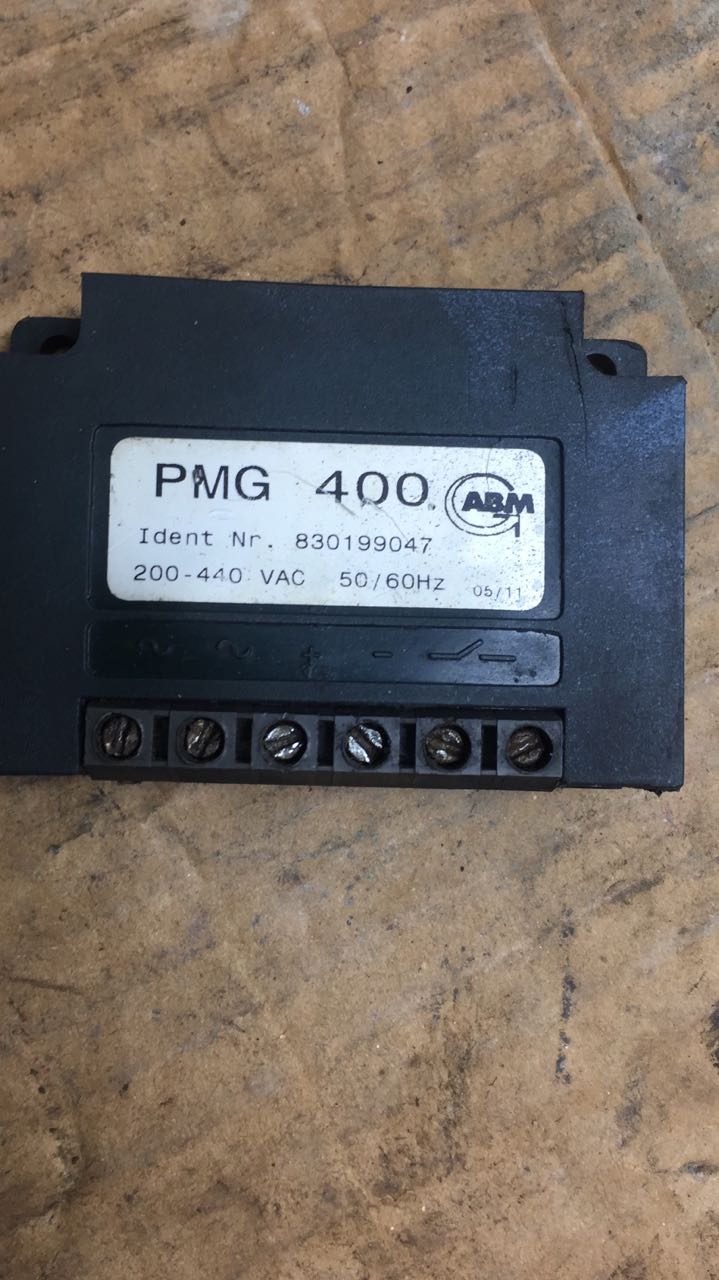 PMG 400
ABM
Ident Nr. 830199047
200-440 VAC 50/60Hz 05/11
~ ~ + -